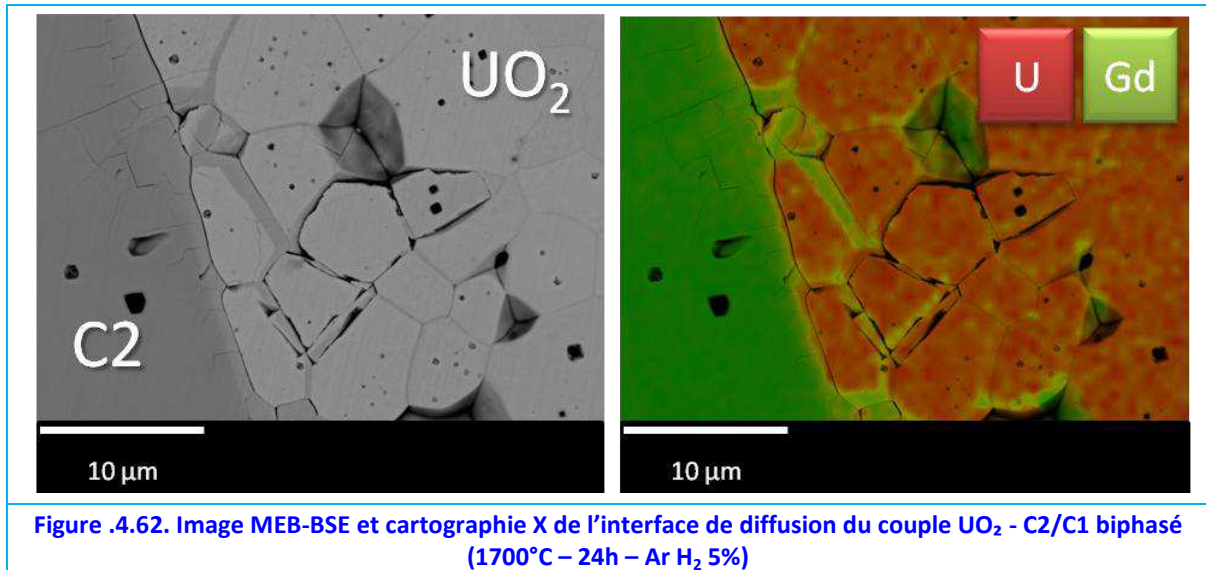 UO₂
C2
10 µm
U Gd
10 µm
Figure .4.62. Image MEB-BSE et cartographie X de l’interface de diffusion du couple UO₂ - C2/C1 biphasé
(1700°C – 24h – Ar H₂ 5%)